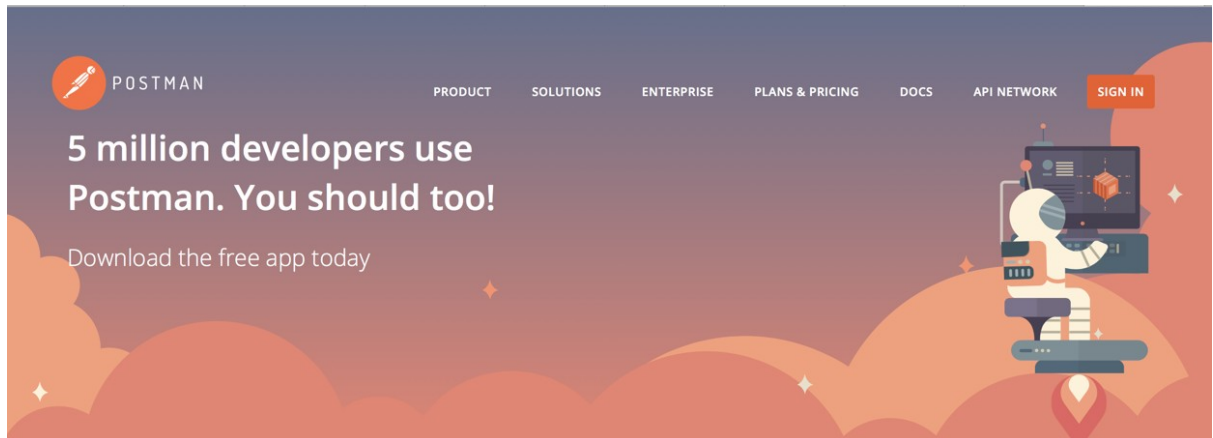 POSTMAN
PRODUCT SOLUTIONS ENTERPRISE PLANS & PRICING DOCS API NETWORK SIGN IN
5 million developers use
Postman. You should too!
Download the free app today